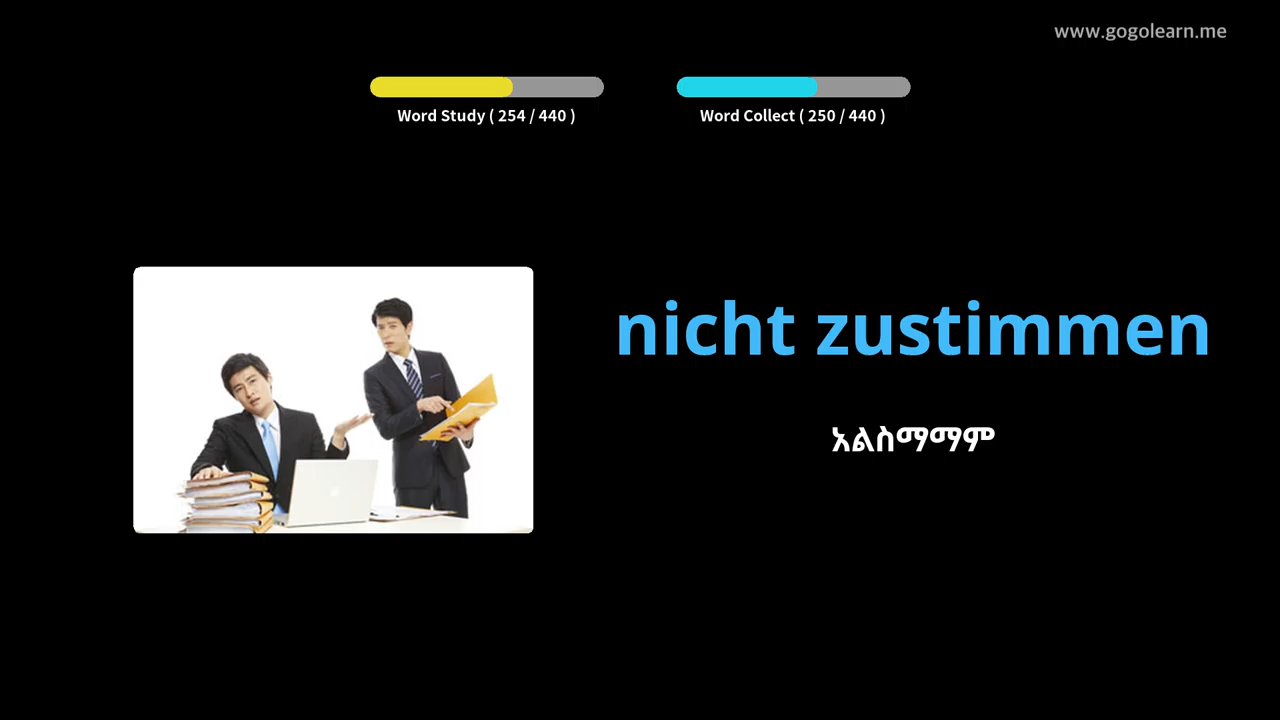 www.gogolearn.me
Word Study ( 254 / 440 )
Word Collect ( 250 / 440 )
nicht zustimmen
አልስማማም